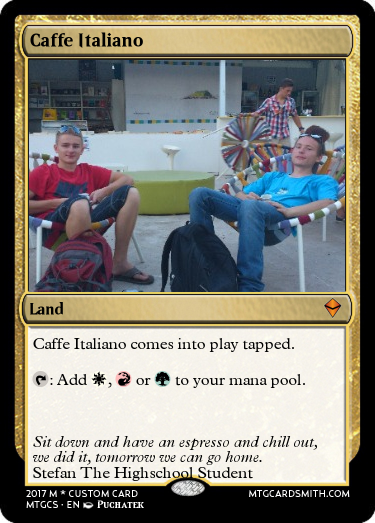 Caffe Italiano
Land
Caffe Italiano comes into play tapped.
: Add , or to your mana pool.
Sit down and have an espresso and chill out,
we did it, tomorrow we can go home.
Stefan The Highschool Student
2017 M * CUSTOM CARD
MTGCS · EN PUCHATEK
MTGCARDSMITH.COM